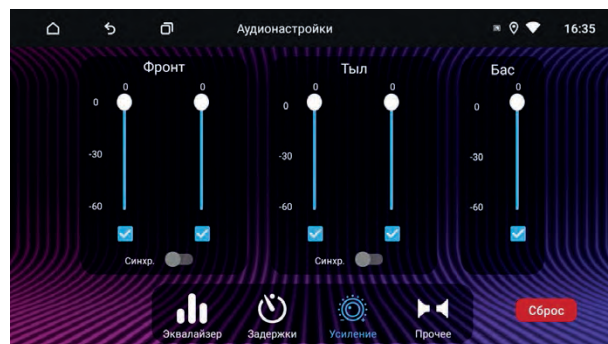 Аудионастройки 16:35
Фронт Тыл Бас
0 0 0 0 0
0 0 0
-30 -30 -30
-60 -60 -60
Синхр. Синхр.
Эквалайзер Задержки Усиление Прочее Сброс